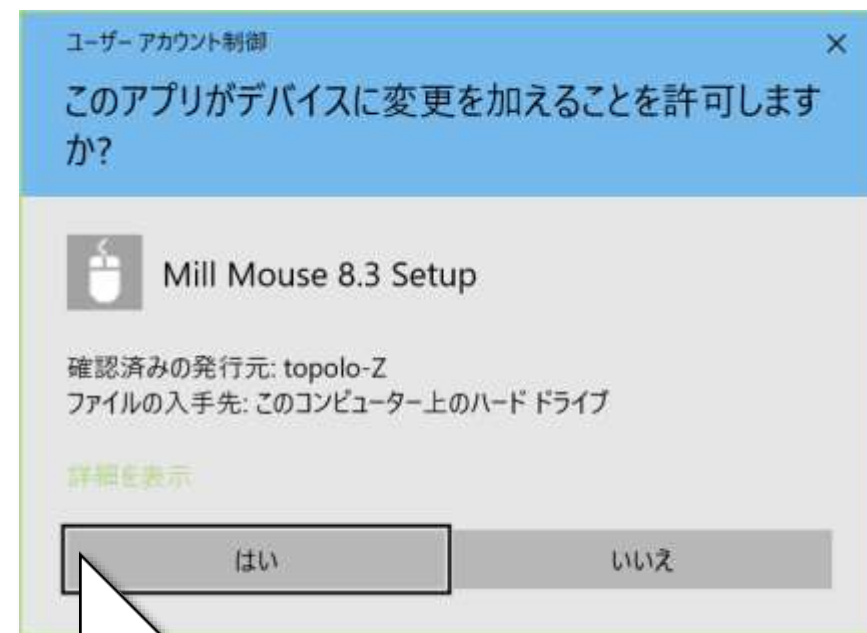 ユーザー アカウント制御
このアプリがデバイスに変更を加えることを許可します
か?
Mill Mouse 8.3 Setup
確認済みの発行元: topolo-Z
ファイルの入手先: このコンピューター上のハード ドライブ
詳細を表示
はい
いいえ